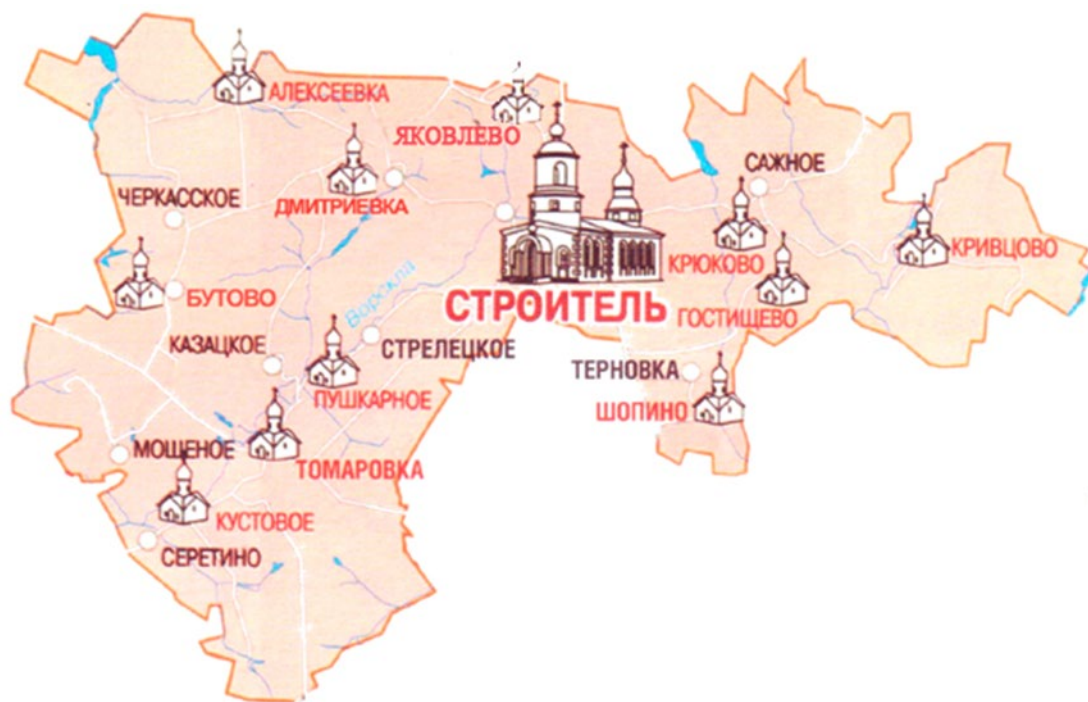 АЛЕКСЕЕВКА
ЯКОВЛЕВО
САЖНОЕ
ЧЕРКАССКОЕ
ДМИТРИЕВКА
КРЮКОВО
КРИВЦОВО
БУТОВО
Ворскла
СТРОИТЕЛЬ
ГОСТИЩЕВО
КАЗАЦКОЕ
СТРЕЛЕЦКОЕ
ТЕРНОВКА
ПУШКАРНОЕ
ШОПИНО
МОЩЕНОЕ
ТОМАРОВКА
КУСТОВОЕ
СЕРЕТИНО